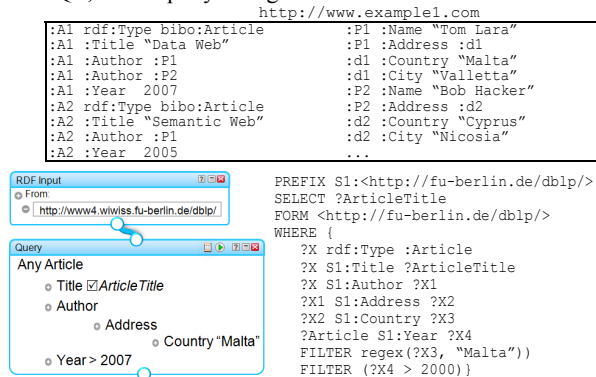 http://www.example1.com
:A1 rdf:Type bibo:Article :P1 :Name "Tom Lara"
:A1 :Title "Data Web" :P1 :Address :d1
:A1 :Author :P1 :d1 :Country "Malta"
:A1 :Author :P2 :d1 :City "Valletta"
:A1 :Year 2007 :P2 :Name "Bob Hacker"
:A2 rdf:Type bibo:Article :P2 :Address :d2
:A2 :Title "Semantic Web" :d2 :Country "Cyprus"
:A2 :Author :P1 :d2 :City "Nicosia"
:A2 :Year 2005 ...
RDF Input
From:
http://www4.wiwiss.fu-berlin.de/dblp/
Query
Any Article
Title ☑ArticleTitle
Author
Address
Country "Malta"
Year > 2007
PREFIX S1:<http://fu-berlin.de/dblp/>
SELECT ?ArticleTitle
FORM <http://fu-berlin.de/dblp/>
WHERE {
?X rdf:Type :Article
?X S1:Title ?ArticleTitle
?X S1:Author ?X1
?X1 S1:Address ?X2
?X2 S1:Country ?X3
?Article S1:Year ?X4
FILTER regex(?X3, "Malta"))
FILTER (?X4 > 2000)}